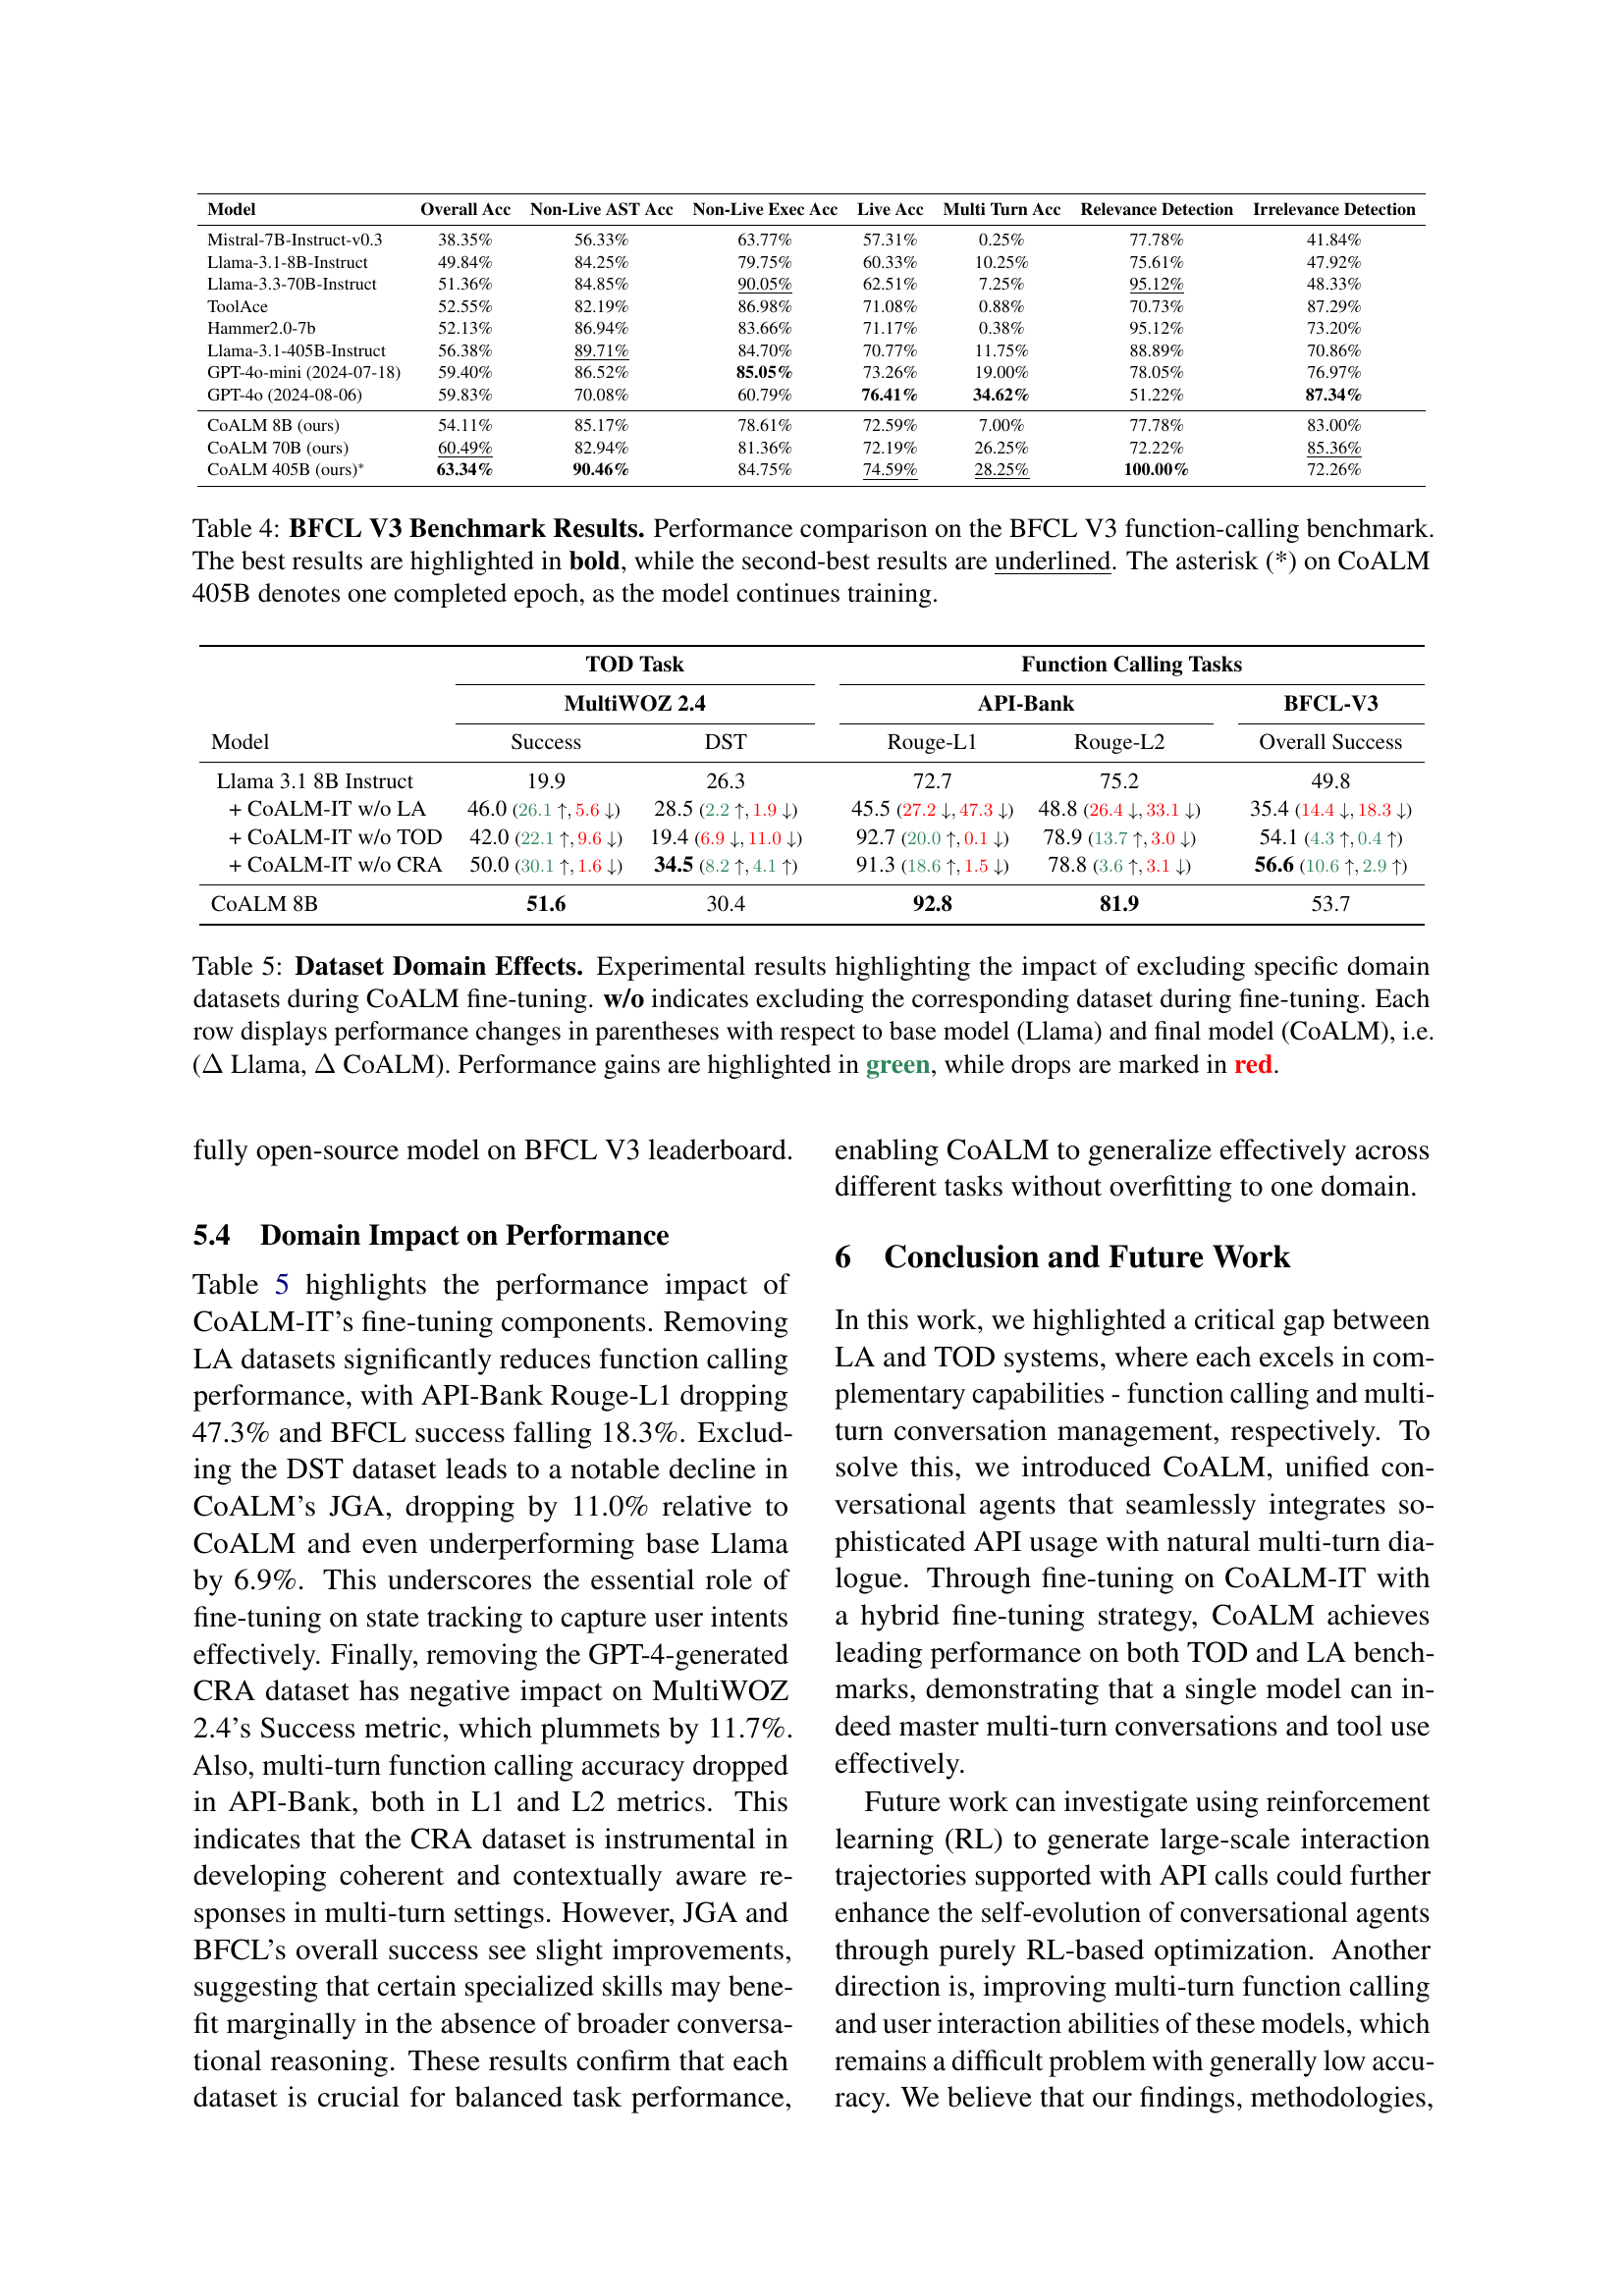 Model Overall Acc Non-Live AST Acc Non-Live Exec Acc Live Acc Multi Turn Acc Relevance Detection Irrelevance Detection
Mistral-7B-Instruct-v0.3 38.35% 56.33% 63.77% 57.31% 0.25% 77.78% 41.84%
Llama-3.1-8B-Instruct 49.84% 84.25% 79.75% 60.33% 10.25% 75.61% 47.92%
Llama-3.3-70B-Instruct 51.36% 84.85% 90.05% 62.51% 7.25% 95.12% 48.33%
ToolAce 52.55% 82.19% 86.98% 71.08% 0.88% 70.73% 87.29%
Hammer2.0-7b 52.13% 86.94% 83.66% 71.17% 0.38% 95.12% 73.20%
Llama-3.1-405B-Instruct 56.38% 89.71% 84.70% 70.77% 11.75% 88.89% 70.86%
GPT-4o-mini (2024-07-18) 59.40% 86.52% 85.05% 73.26% 19.00% 78.05% 76.97%
GPT-4o (2024-08-06) 59.83% 70.08% 60.79% 76.41% 34.62% 51.22% 87.34%
CoALM 8B (ours) 54.11% 85.17% 78.61% 72.59% 7.00% 77.78% 83.00%
CoALM 70B (ours) 60.49% 82.94% 81.36% 72.19% 26.25% 72.22% 85.36%
CoALM 405B (ours)* 63.34% 90.46% 84.75% 74.59% 28.25% 100.00% 72.26%
Table 4: BFCL V3 Benchmark Results. Performance comparison on the BFCL V3 function-calling benchmark.
The best results are highlighted in bold, while the second-best results are underlined. The asterisk (*) on CoALM
405B denotes one completed epoch, as the model continues training.
TOD Task Function Calling Tasks
MultiWOZ 2.4 API-Bank BFCL-V3
Model Success DST Rouge-L1 Rouge-L2 Overall Success
Llama 3.1 8B Instruct 19.9 26.3 72.7 75.2 49.8
+ CoALM-IT w/o LA 46.0 (26.1 ↑, 5.6 ↓) 28.5 (2.2 ↑, 1.9 ↓) 45.5 (27.2 ↓, 47.3 ↓) 48.8 (26.4 ↓, 33.1 ↓) 35.4 (14.4 ↓, 18.3 ↓)
+ CoALM-IT w/o TOD 42.0 (22.1 ↑, 9.6 ↓) 19.4 (6.9 ↓, 11.0 ↓) 92.7 (20.0 ↑, 0.1 ↓) 78.9 (13.7 ↑, 3.0 ↓) 54.1 (4.3 ↑, 0.4 ↑)
+ CoALM-IT w/o CRA 50.0 (30.1 ↑, 1.6 ↓) 34.5 (8.2 ↑, 4.1 ↑) 91.3 (18.6 ↑, 1.5 ↓) 78.8 (3.6 ↑, 3.1 ↓) 56.6 (10.6 ↑, 2.9 ↑)
CoALM 8B 51.6 30.4 92.8 81.9 53.7
Table 5: Dataset Domain Effects. Experimental results highlighting the impact of excluding specific domain
datasets during CoALM fine-tuning. w/o indicates excluding the corresponding dataset during fine-tuning. Each
row displays performance changes in parentheses with respect to base model (Llama) and final model (CoALM), i.e.
(Δ Llama, Δ CoALM). Performance gains are highlighted in green, while drops are marked in red.
fully open-source model on BFCL V3 leaderboard.
5.4 Domain Impact on Performance
Table 5 highlights the performance impact of
CoALM-IT's fine-tuning components. Removing
LA datasets significantly reduces function calling
performance, with API-Bank Rouge-L1 dropping
47.3% and BFCL success falling 18.3%. Exclud-
ing the DST dataset leads to a notable decline in
CoALM's JGA, dropping by 11.0% relative to
CoALM and even underperforming base Llama
by 6.9%. This underscores the essential role of
fine-tuning on state tracking to capture user intents
effectively. Finally, removing the GPT-4-generated
CRA dataset has negative impact on MultiWOZ
2.4's Success metric, which plummets by 11.7%.
Also, multi-turn function calling accuracy dropped
in API-Bank, both in L1 and L2 metrics. This
indicates that the CRA dataset is instrumental in
developing coherent and contextually aware re-
sponses in multi-turn settings. However, JGA and
BFCL's overall success see slight improvements,
suggesting that certain specialized skills may bene-
fit marginally in the absence of broader conversa-
tional reasoning. These results confirm that each
dataset is crucial for balanced task performance,
enabling CoALM to generalize effectively across
different tasks without overfitting to one domain.
6 Conclusion and Future Work
In this work, we highlighted a critical gap between
LA and TOD systems, where each excels in com-
plementary capabilities - function calling and multi-
turn conversation management, respectively. To
solve this, we introduced CoALM, unified con-
versational agents that seamlessly integrates so-
phisticated API usage with natural multi-turn dia-
logue. Through fine-tuning on CoALM-IT with
a hybrid fine-tuning strategy, CoALM achieves
leading performance on both TOD and LA bench-
marks, demonstrating that a single model can in-
deed master multi-turn conversations and tool use
effectively.
Future work can investigate using reinforcement
learning (RL) to generate large-scale interaction
trajectories supported with API calls could further
enhance the self-evolution of conversational agents
through purely RL-based optimization. Another
direction is, improving multi-turn function calling
and user interaction abilities of these models, which
remains a difficult problem with generally low accu-
racy. We believe that our findings, methodologies,